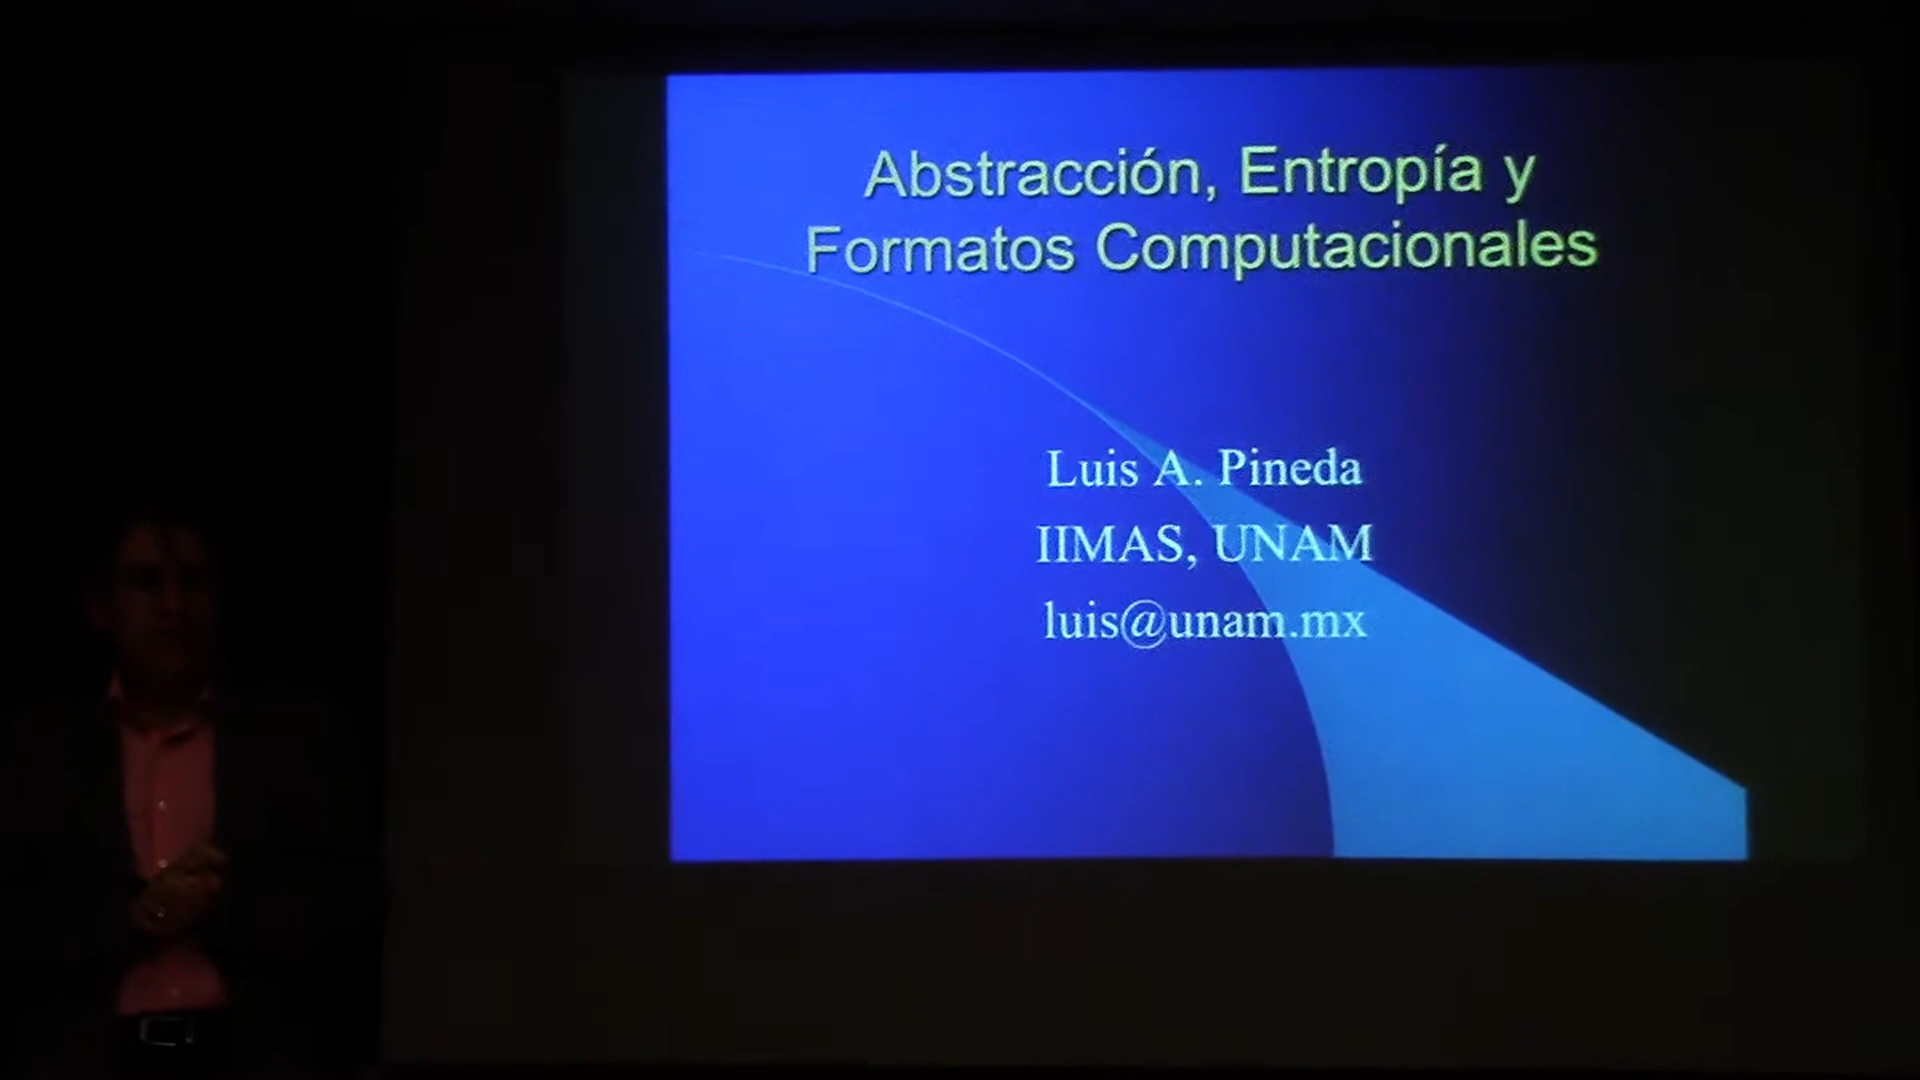 Abstracción, Entropía y
Formatos Computacionales
Luis A. Pineda
IIMAS, UNAM
luis@unam.mx